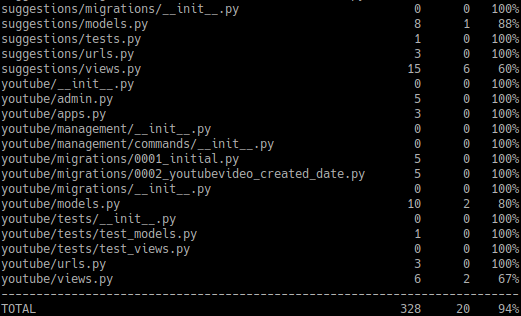 suggestions/migrations/__init__.py 0 0 100%
suggestions/models.py 8 1 88%
suggestions/tests.py 1 0 100%
suggestions/urls.py 3 0 100%
suggestions/views.py 15 6 60%
youtube/__init__.py 0 0 100%
youtube/admin.py 5 0 100%
youtube/apps.py 3 0 100%
youtube/management/__init__.py 0 0 100%
youtube/management/commands/__init__.py 0 0 100%
youtube/migrations/0001_initial.py 5 0 100%
youtube/migrations/0002_youtubevideo_created_date.py 5 0 100%
youtube/migrations/__init__.py 0 0 100%
youtube/models.py 10 2 80%
youtube/tests/__init__.py 0 0 100%
youtube/tests/test_models.py 1 0 100%
youtube/tests/test_views.py 0 0 100%
youtube/urls.py 3 0 100%
youtube/views.py 6 2 67%
--------------------------------------------------------------------------
TOTAL 328 20 94%